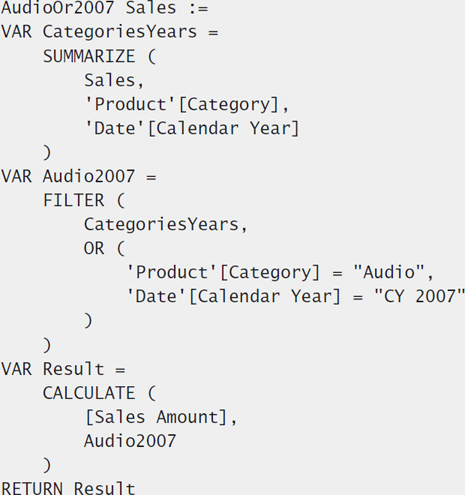 AudioOr2007 Sales :=
VAR CategoriesYears =
    SUMMARIZE (
        Sales,
        'Product'[Category],
        'Date'[Calendar Year]
    )
VAR Audio2007 =
    FILTER (
        CategoriesYears,
        OR (
            'Product'[Category] = "Audio",
            'Date'[Calendar Year] = "CY 2007"
        )
    )
VAR Result =
    CALCULATE (
        [Sales Amount],
        Audio2007
    )
RETURN Result